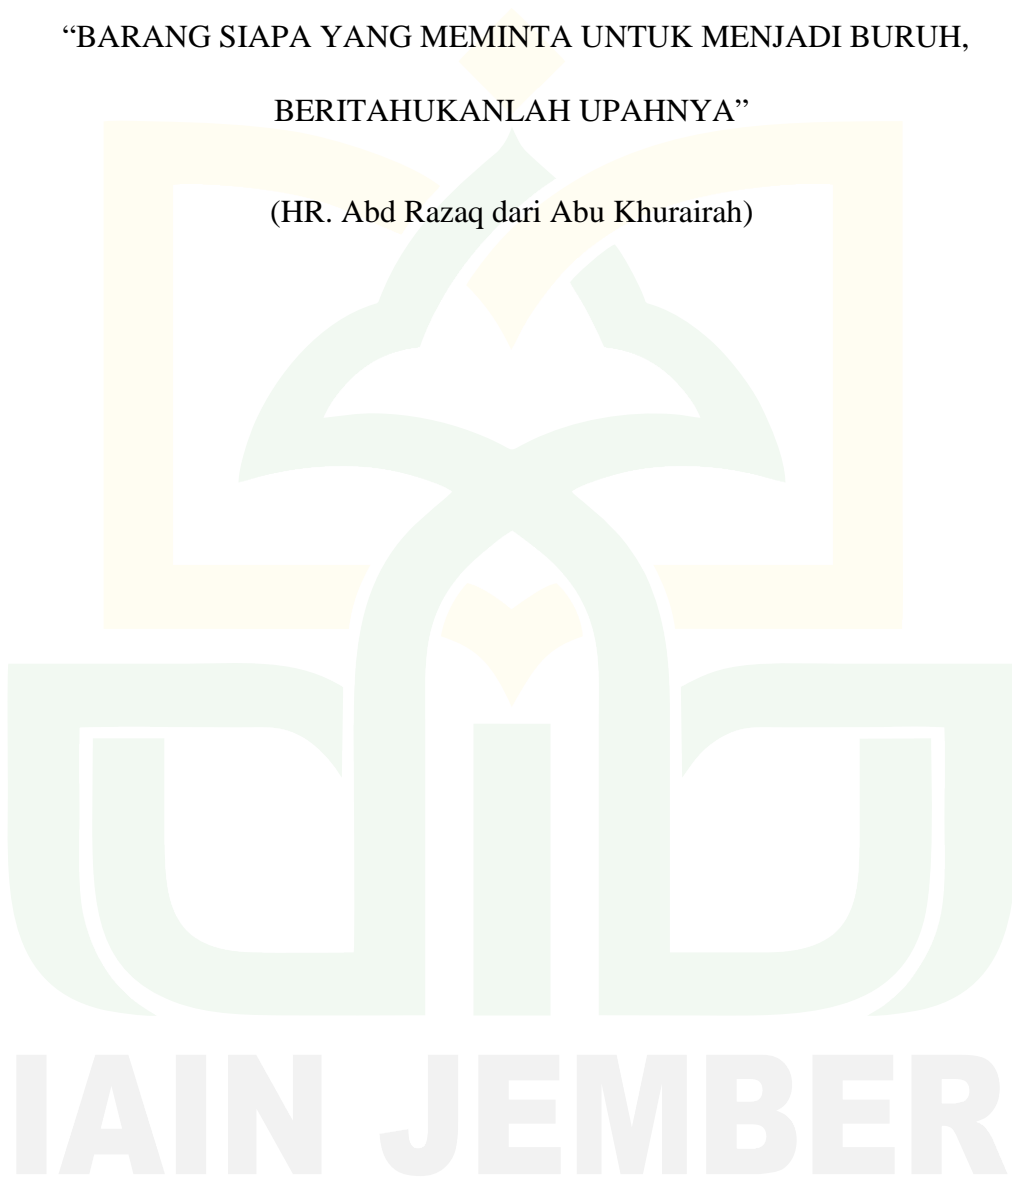 “BARANG SIAPA YANG MEMINTA UNTUK MENJADI BURUH,
BERITAHUKANLAH UPAHNYA”
(HR. Abd Razaq dari Abu Khurairah)
IAIN JEMBER